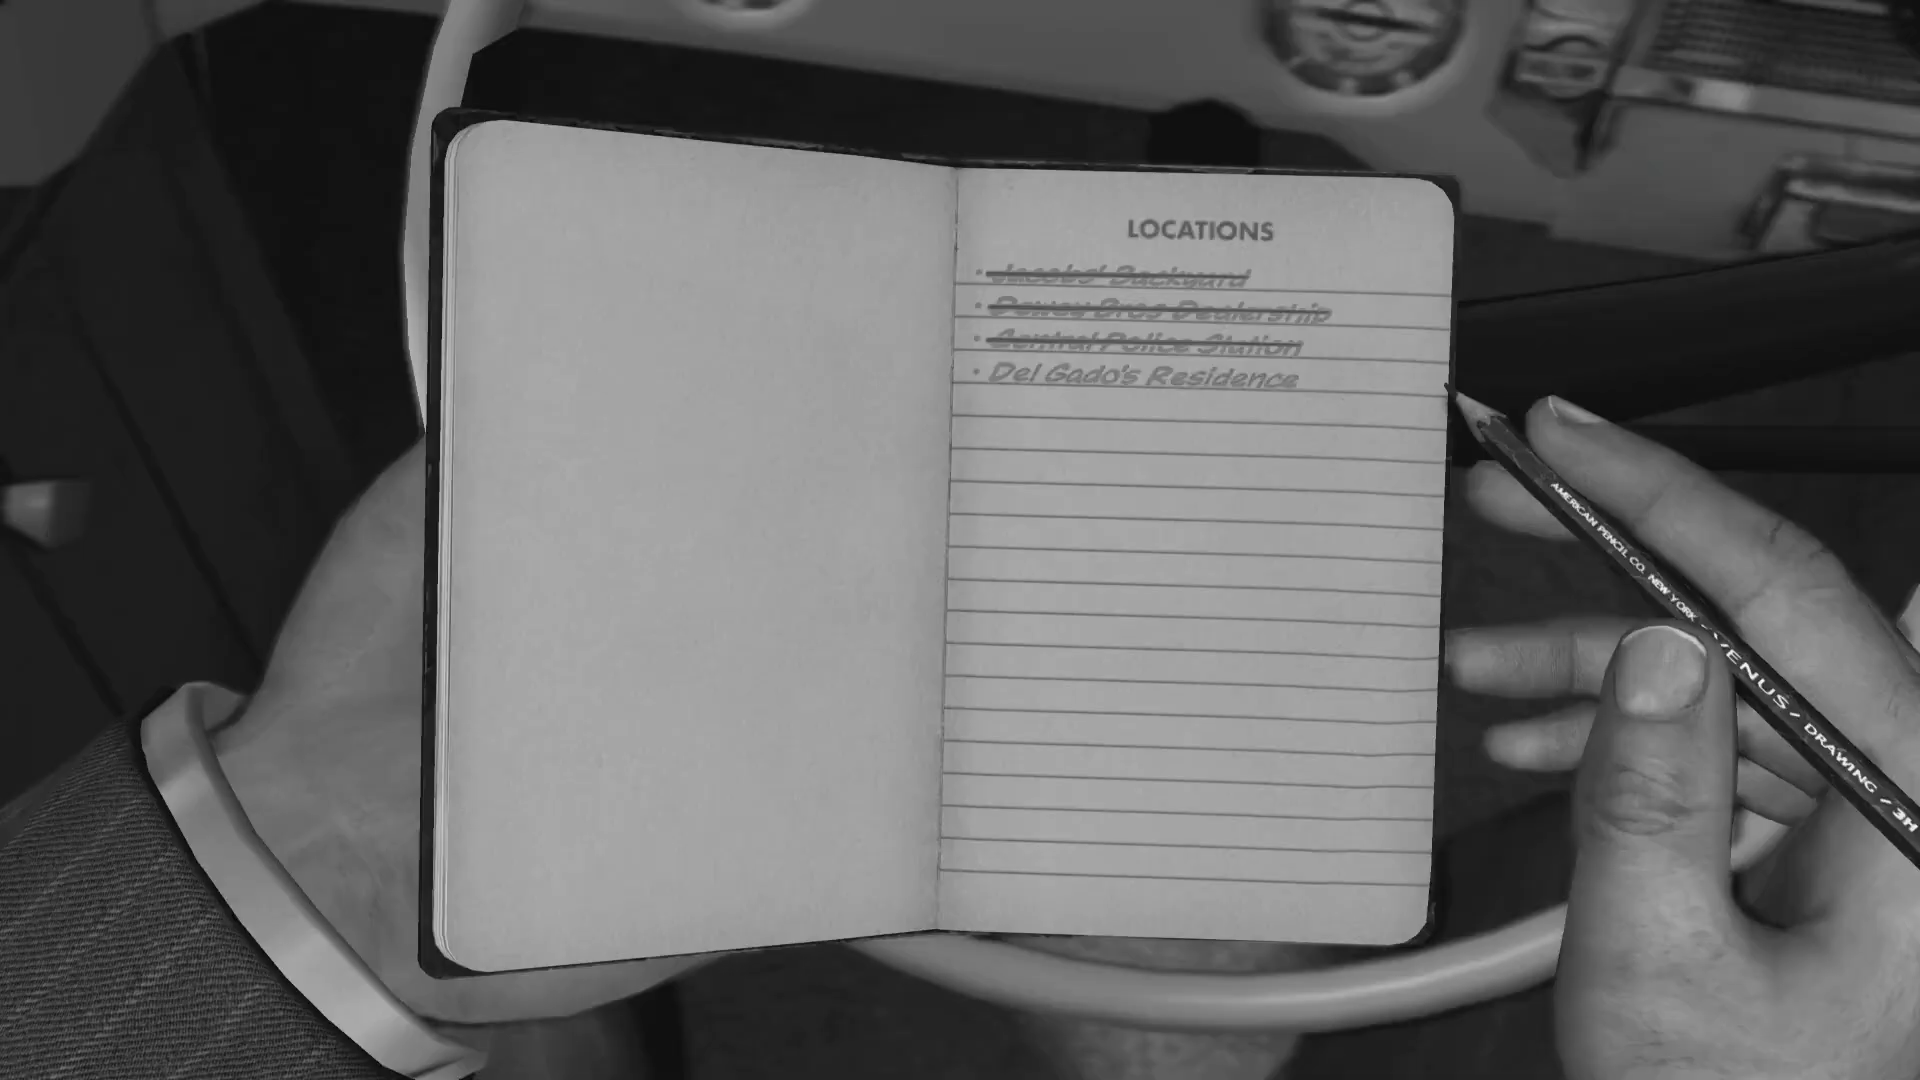 LOCATIONS
• Jacobs' Backyard
• Dewey Bros Dealership
• Central Police Station
• Del Gado's Residence
AMERICAN PENCIL CO. NEW YORK VENUS / DRAWING / 3H